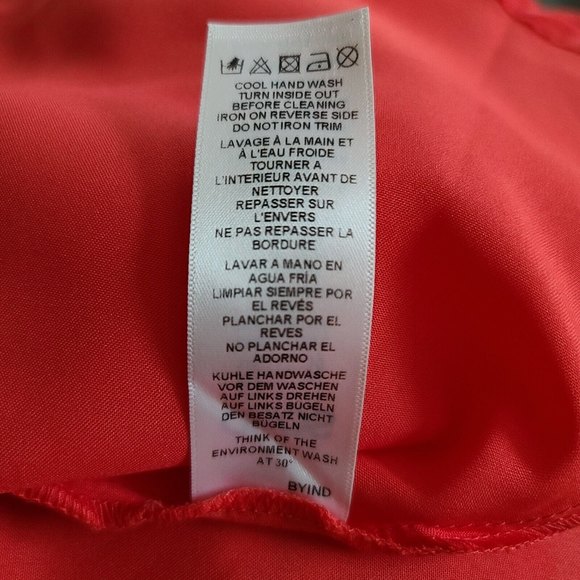 COOL HAND WASH
TURN INSIDE OUT
BEFORE CLEANING
IRON ON REVERSE SIDE
DO NOT IRON TRIM
LAVAGE À LA MAIN ET
À L'EAU FROIDE
TOURNER A
L'INTERIEUR AVANT DE
NETTOYER
REPASSER SUR
L'ENVERS
NE PAS REPASSER LA
BORDURE
LAVAR A MANO EN
AGUA FRÍA
LIMPIAR SIEMPRE POR
EL REVÉS
PLANCHAR POR EL
REVES
NO PLANCHAR EL
ADORNO
KUHLE HANDWASCHE
VOR DEM WASCHEN
AUF LINKS DREHEN
AUF LINKS BÜGELN
DEN BESATZ NICHT
BÜGELN
THINK OF THE
ENVIRONMENT WASH
AT 30°
BYIND